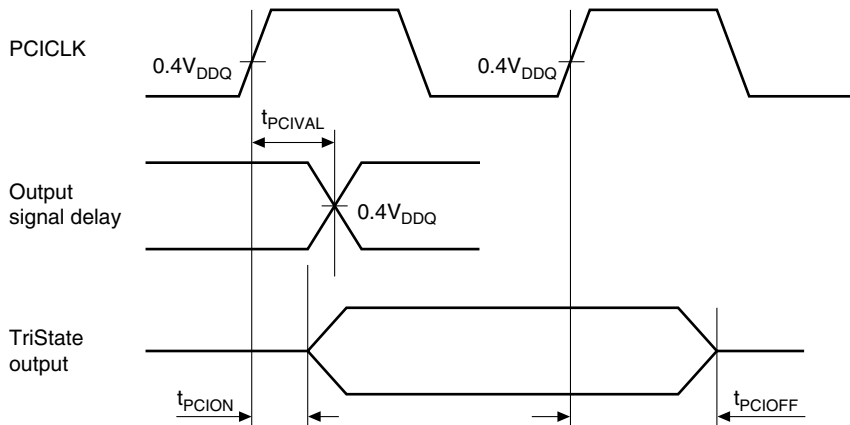 PCICLK
0.4VDDQ
0.4VDDQ
tPCIVAL
Output
signal delay
0.4VDDQ
TriState
output
tPCION
tPCIOFF